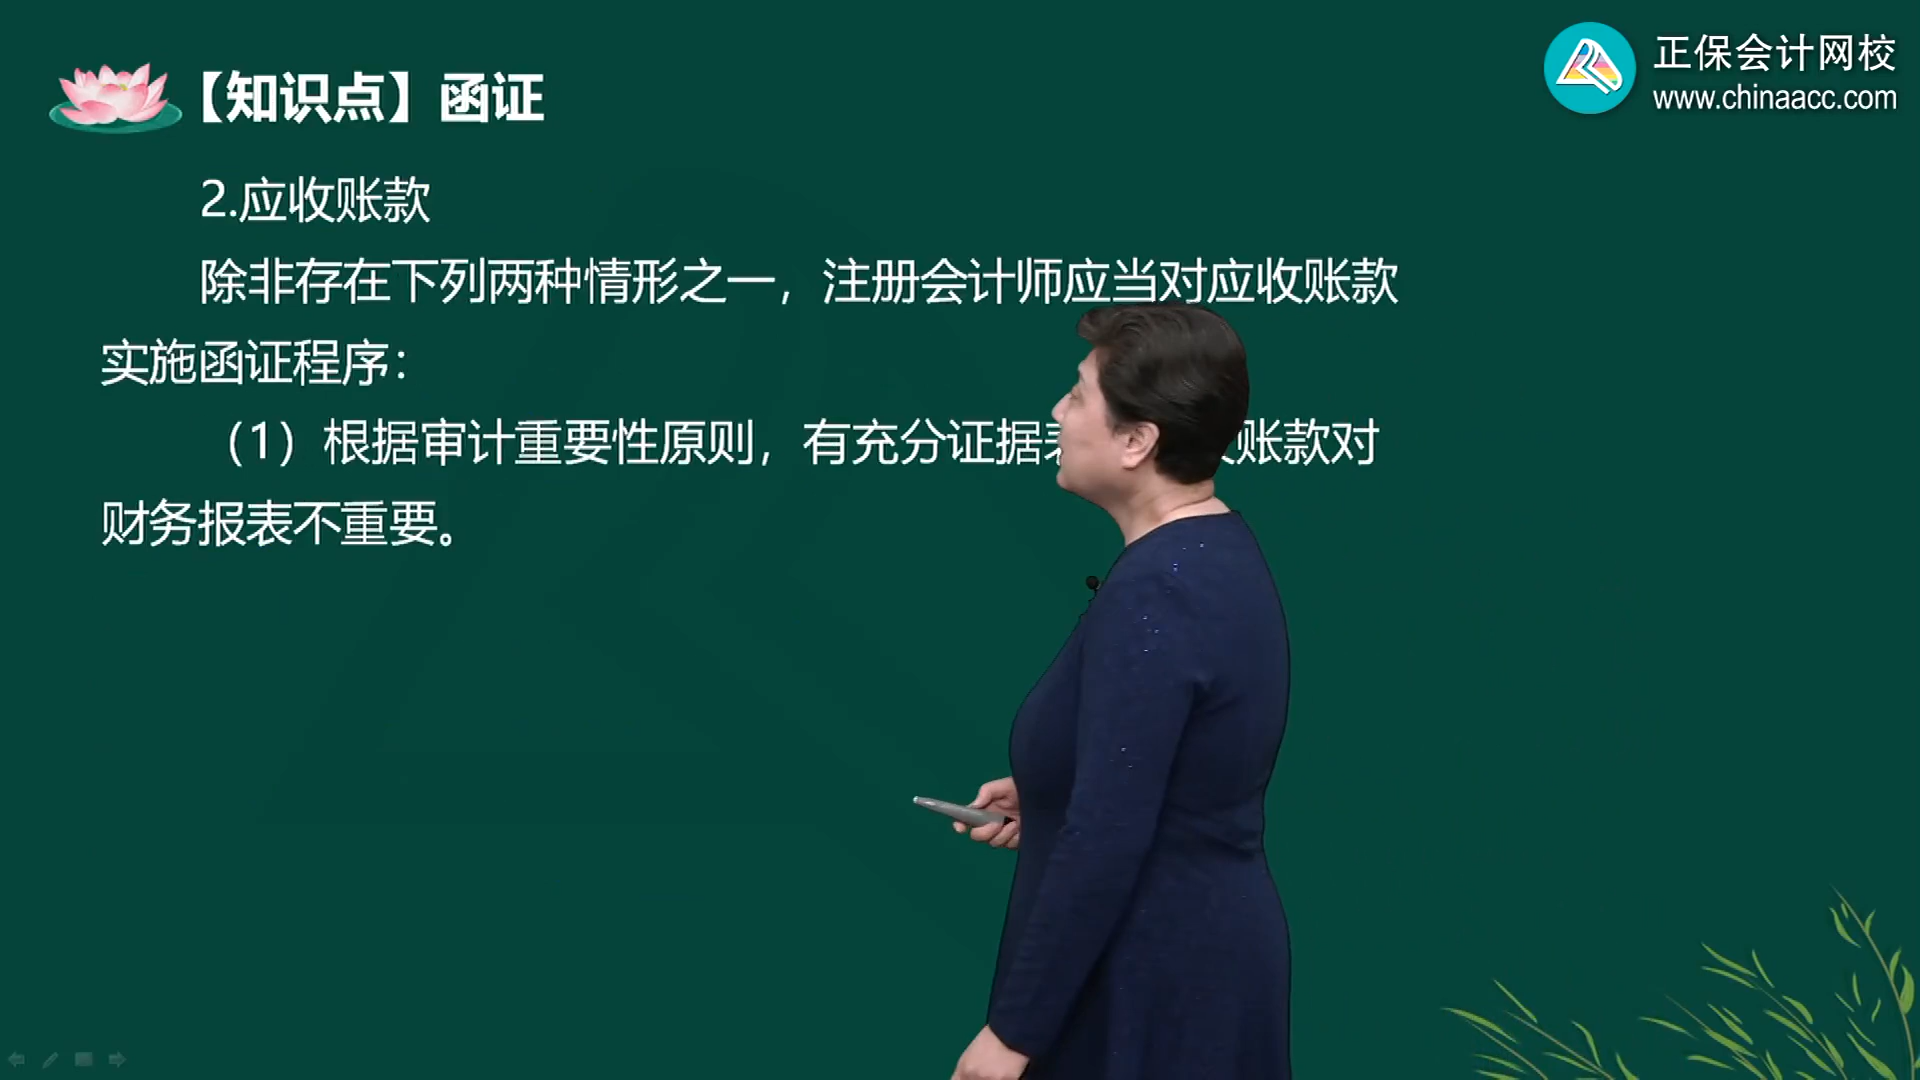 【知识点】函证
正保会计网校
www.chinaacc.com
2.应收账款
除非存在下列两种情形之一，注册会计师应当对应收账款
实施函证程序：
（1）根据审计重要性原则，有充分证据 账款对
财务报表不重要。